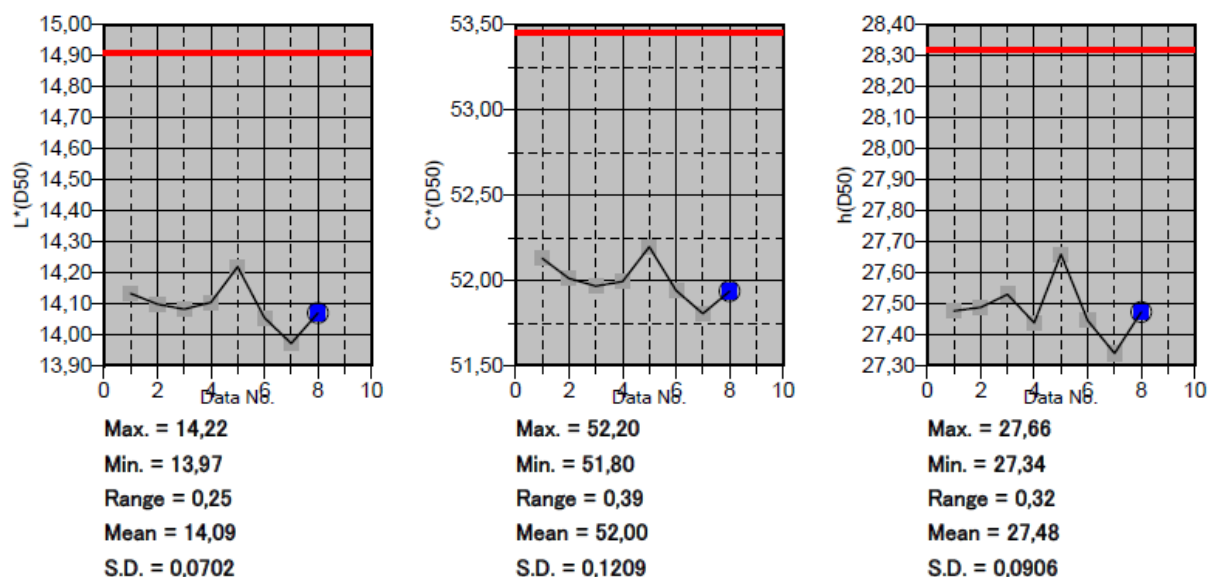 L*(D50)
15,00
14,90
14,80
14,70
14,60
14,50
14,40
14,30
14,20
14,10
14,00
13,90
0 2 4 6 8 10
Data No.
Max. = 14,22
Min. = 13,97
Range = 0,25
Mean = 14,09
S.D. = 0,0702
C*(D50)
53,50
53,00
52,50
52,00
51,50
0 2 4 6 8 10
Data No.
Max. = 52,20
Min. = 51,80
Range = 0,39
Mean = 52,00
S.D. = 0,1209
h(D50)
28,40
28,30
28,20
28,10
28,00
27,90
27,80
27,70
27,60
27,50
27,40
27,30
0 2 4 6 8 10
Data No.
Max. = 27,66
Min. = 27,34
Range = 0,32
Mean = 27,48
S.D. = 0,0906